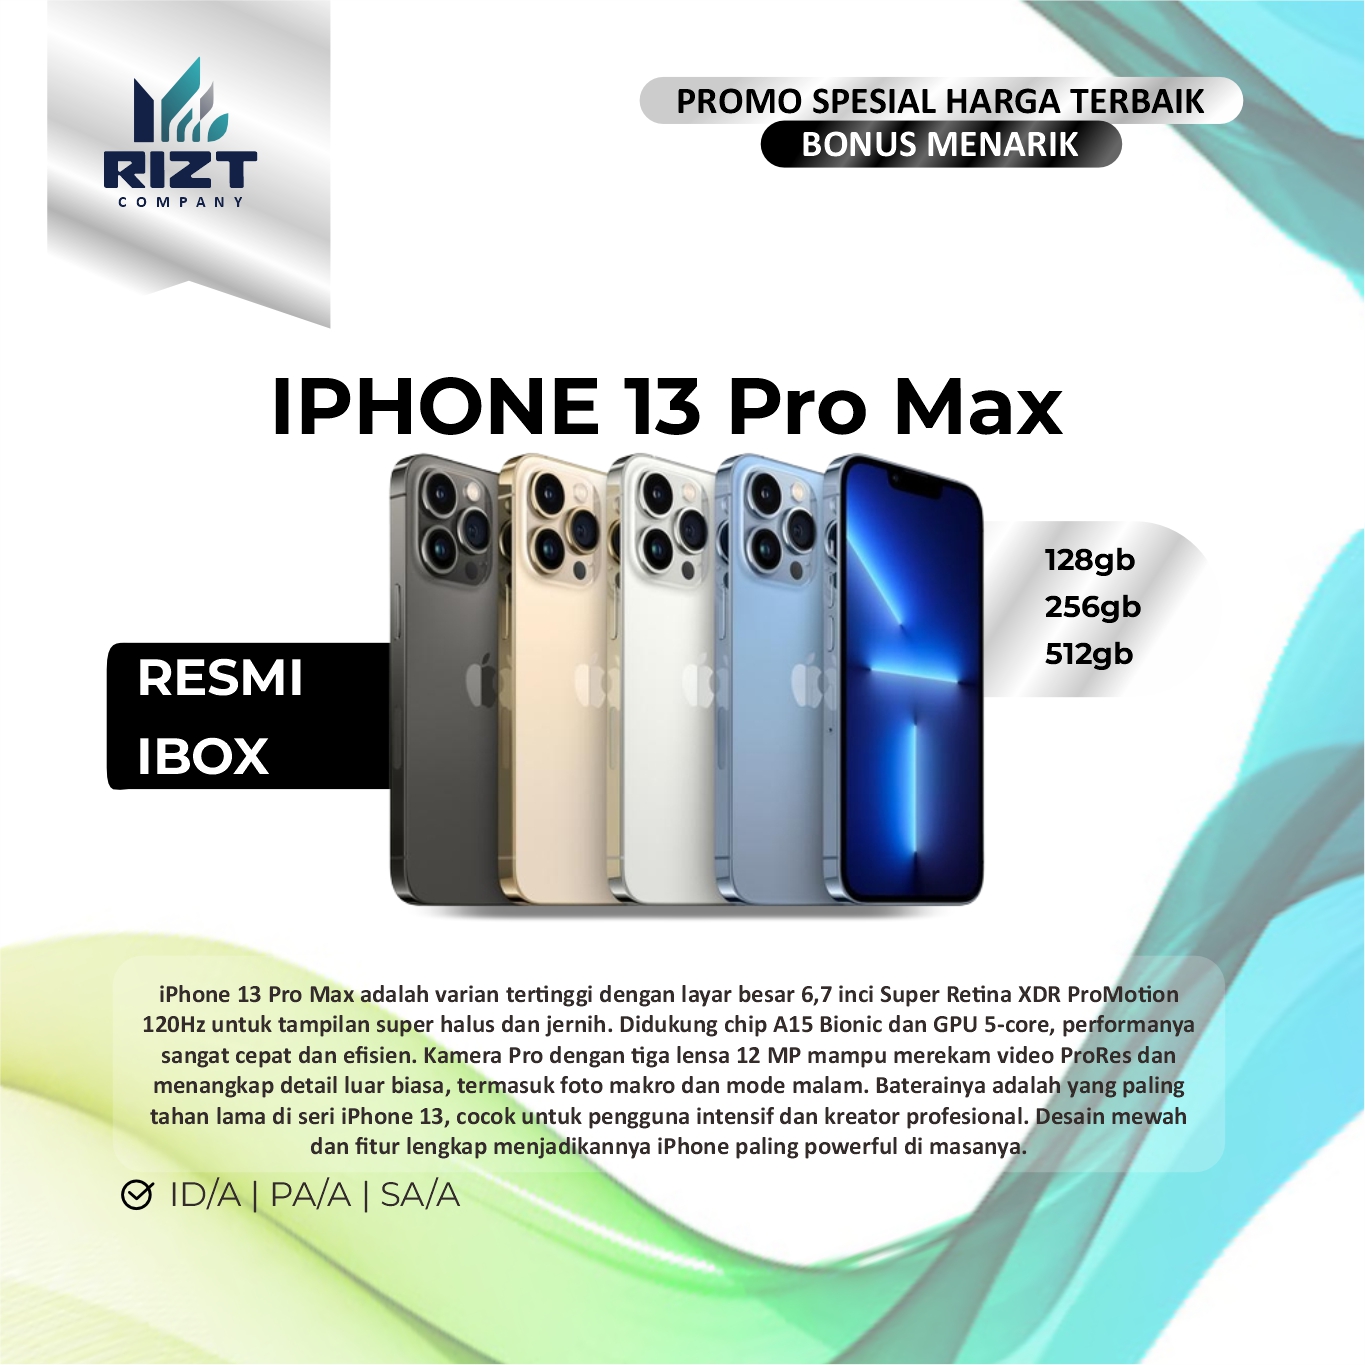 RIZT
COMPANY
PROMO SPESIAL HARGA TERBAIK
BONUS MENARIK
IPHONE 13 Pro Max
128gb
256gb
512gb
RESMI
IBOX
iPhone 13 Pro Max adalah varian tertinggi dengan layar besar 6,7 inci Super Retina XDR ProMotion
120Hz untuk tampilan super halus dan jernih. Didukung chip A15 Bionic dan GPU 5-core, performanya
sangat cepat dan efisien. Kamera Pro dengan tiga lensa 12 MP mampu merekam video ProRes dan
menangkap detail luar biasa, termasuk foto makro dan mode malam. Baterainya adalah yang paling
tahan lama di seri iPhone 13, cocok untuk pengguna intensif dan kreator profesional. Desain mewah
dan fitur lengkap menjadikannya iPhone paling powerful di masanya.
ID/A | PA/A | SA/A